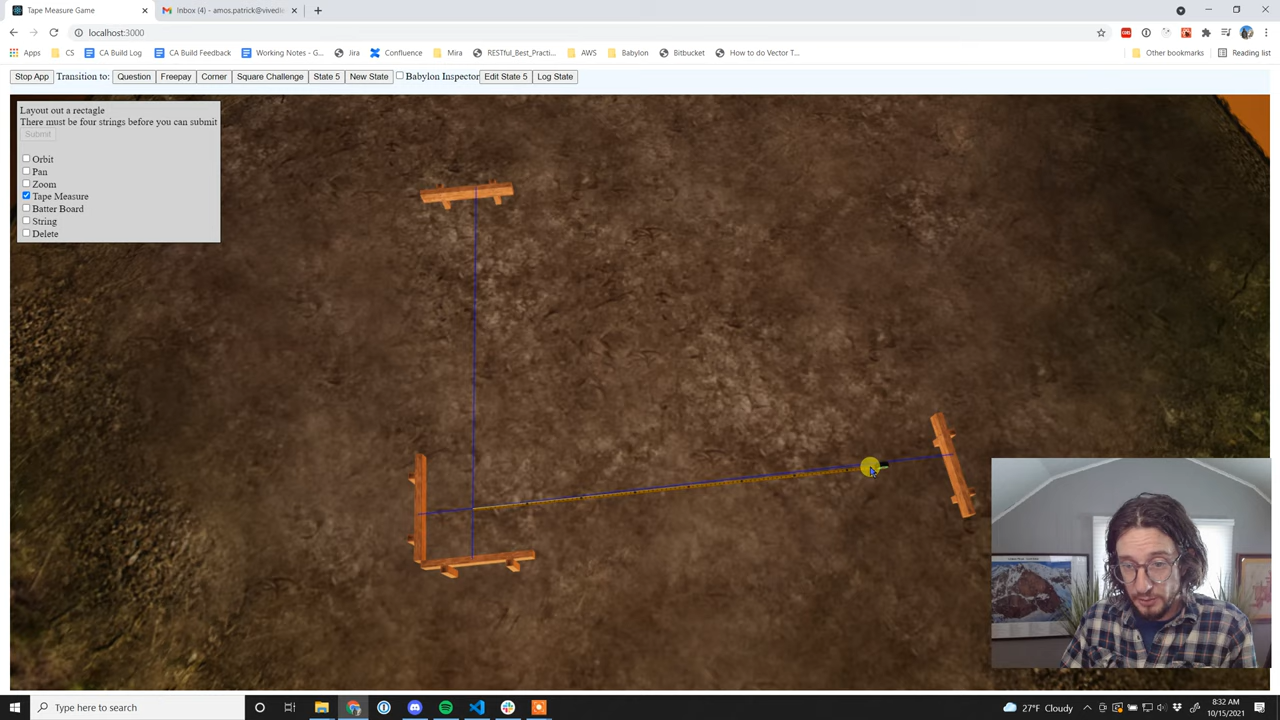 Tape Measure Game
Inbox (4) - amos.patrick@vivedle
localhost:3000
Apps
CS
CA Build Log
CA Build Feedback
Working Notes - G...
Jira
Confluence
Mira
RESTful_Best_Practi...
AWS
Babylon
Bitbucket
How to do Vector T...
Other bookmarks
Reading list
Stop App
Transition to:
Question
Freepay
Corner
Square Challenge
State 5
New State
Babylon Inspector
Edit State 5
Log State
Layout out a rectagle
There must be four strings before you can submit
Submit
Orbit
Pan
Zoom
Tape Measure
Batter Board
String
Delete
Type here to search
27°F Cloudy
8:32 AM
10/15/2021